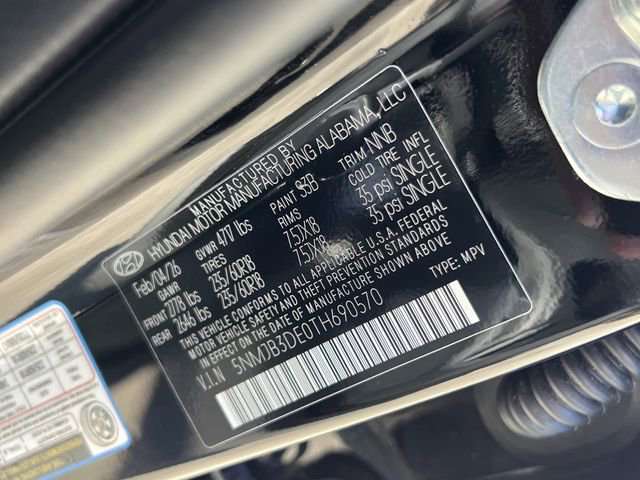 MANUFACTURED BY
HYUNDAI MOTOR MANUFACTURING ALABAMA, LLC
Feb/04/26 GVWR 4717 lbs PAINT S3B TRIM NNB
GAWR TIRES RIMS COLD TIRE INFL
FRONT 2778 lbs 235/60R18 7.5JX18 35 psi SINGLE
REAR 2646 lbs 235/60R18 7.5JX18 35 psi SINGLE
THIS VEHICLE CONFORMS TO ALL APPLICABLE U.S.A. FEDERAL
MOTOR VEHICLE SAFETY AND THEFT PREVENTION STANDARDS
IN EFFECT ON THE DATE OF MANUFACTURE SHOWN ABOVE
V.I.N 5NMJB3DE0TH690570 TYPE: MPV